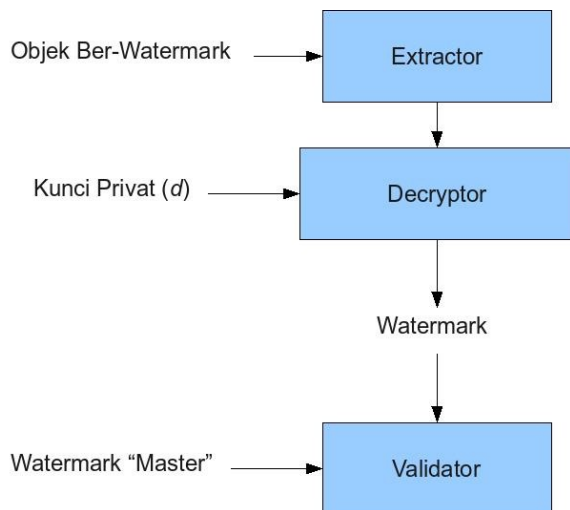 Objek Ber-Watermark
Extractor
Kunci Privat (d)
Decryptor
Watermark
Watermark “Master”
Validator